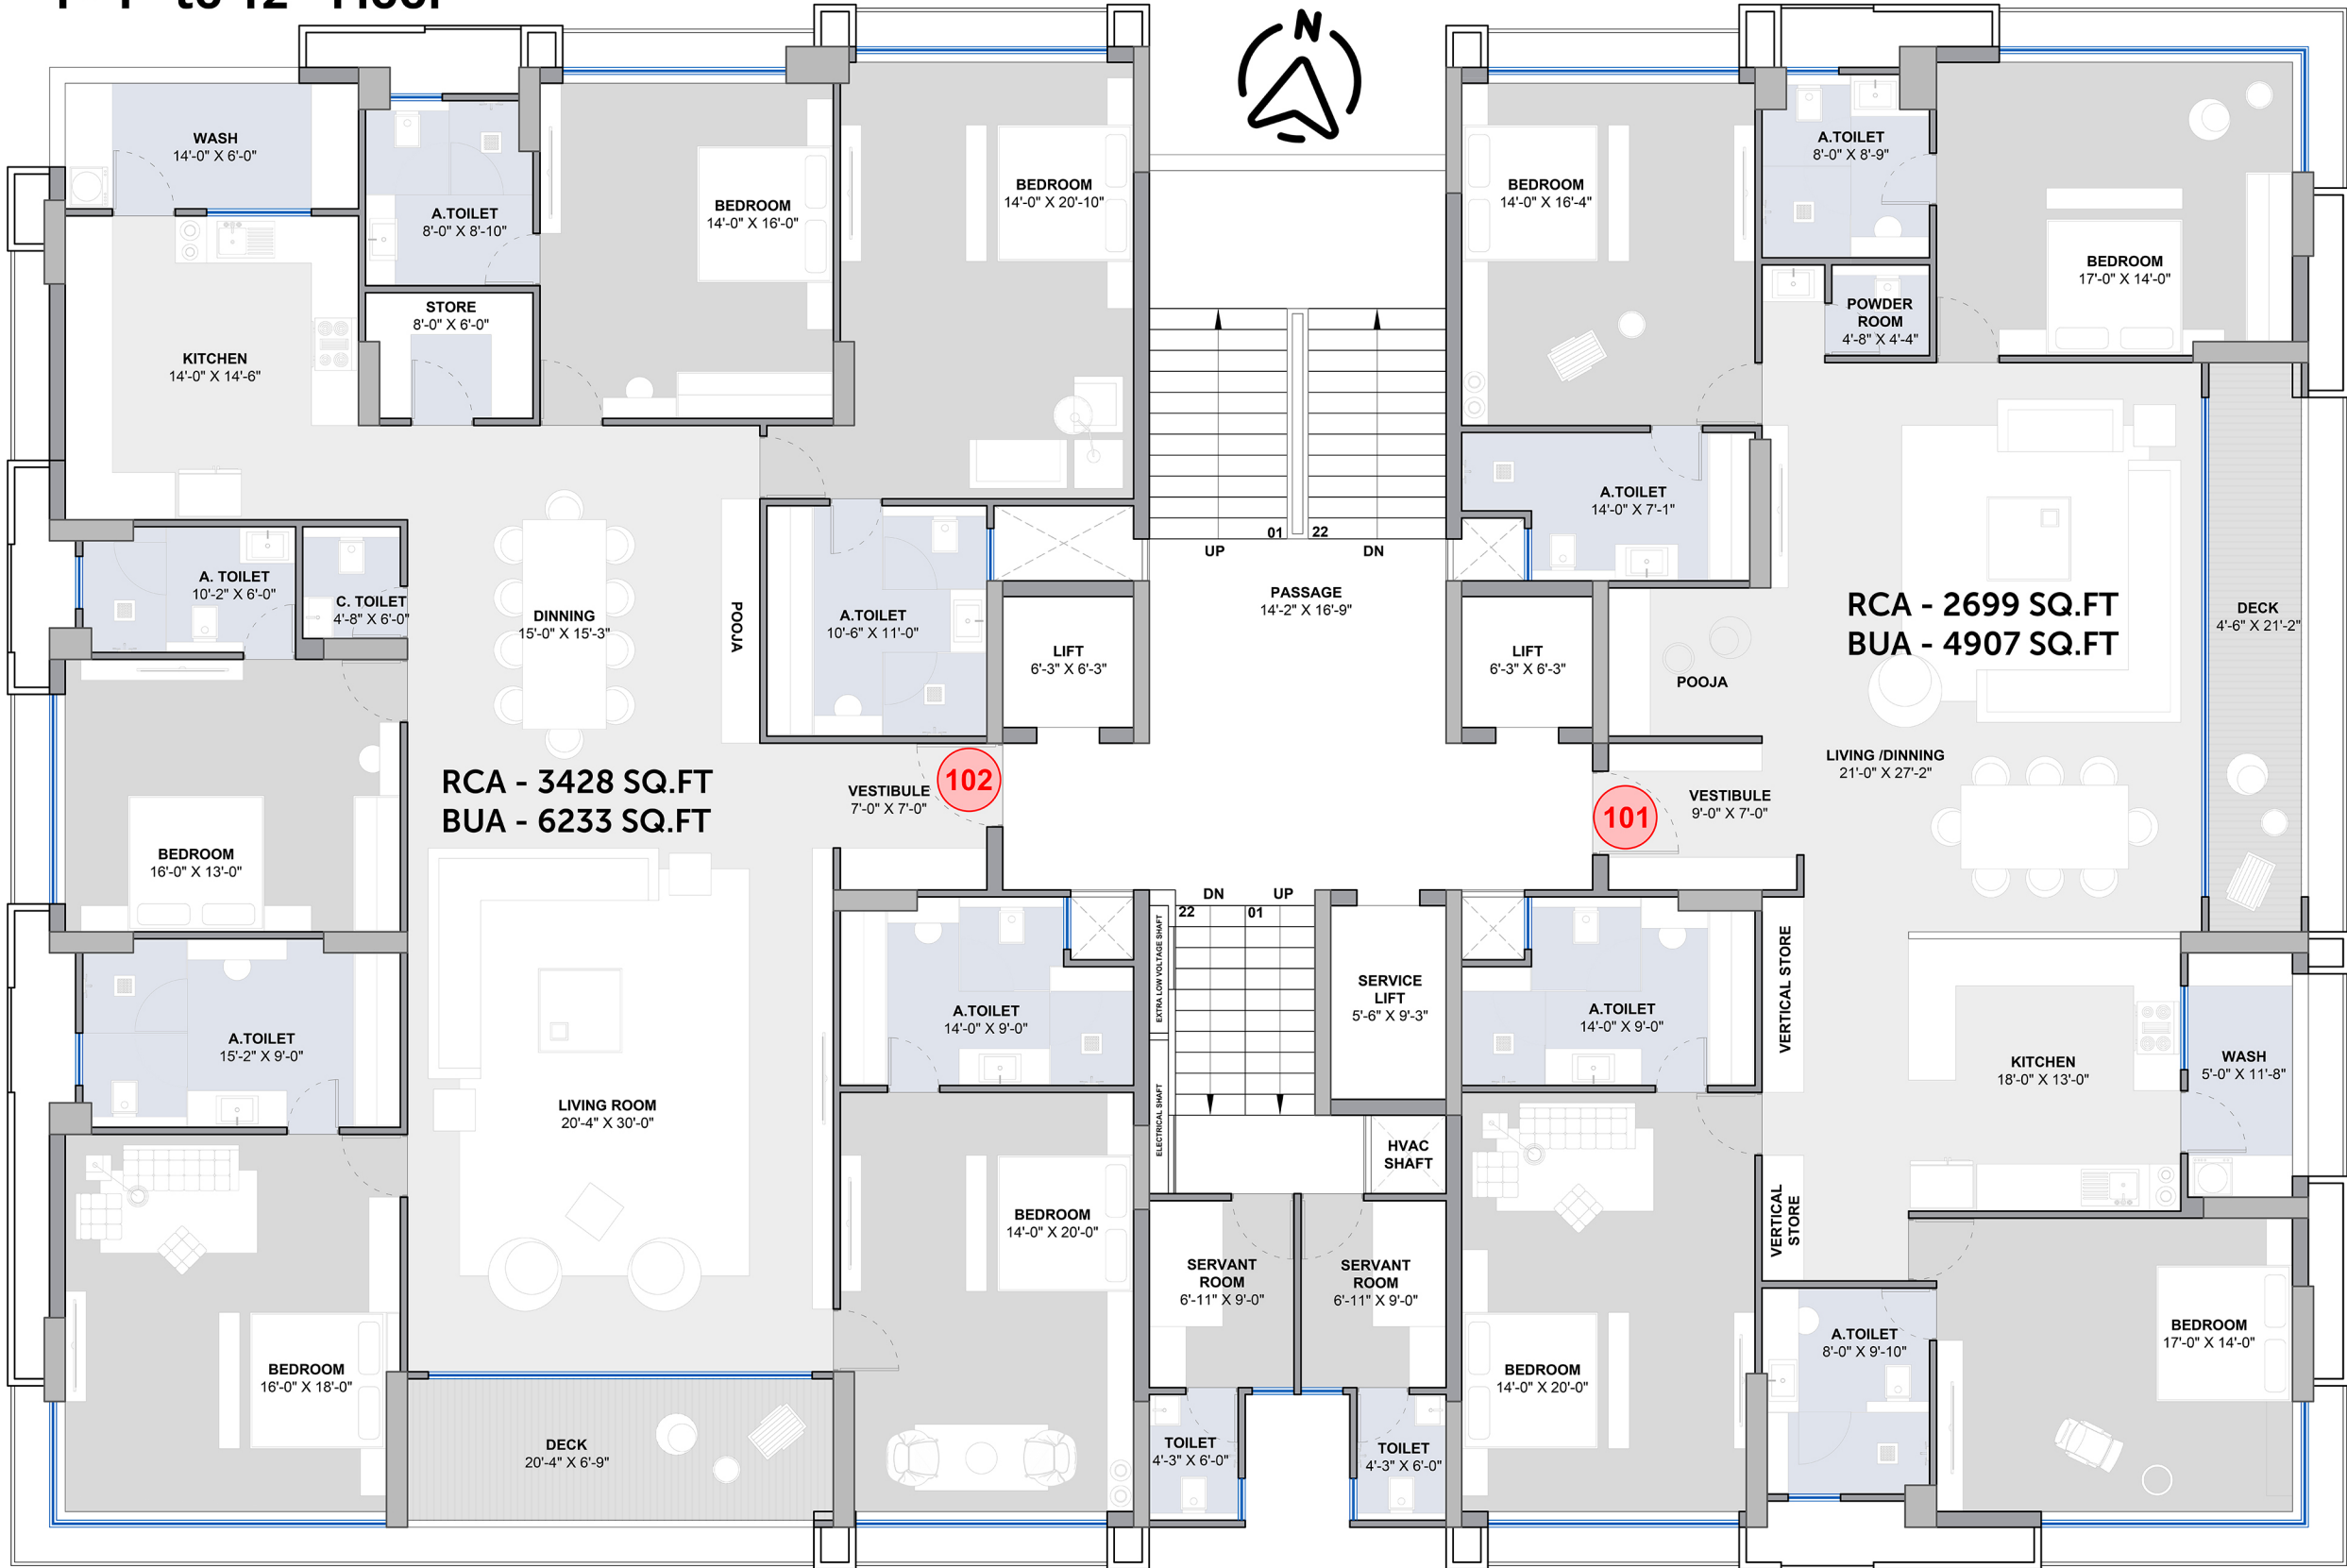 to 12 Floor
N
WASH
14'-0" X 6'-0"
A.TOILET
8'-0" X 8'-10"
BEDROOM
14'-0" X 16'-0"
BEDROOM
14'-0" X 20'-10"
STORE
8'-0" X 6'-0"
KITCHEN
14'-0" X 14'-6"
A. TOILET
10'-2" X 6'-0"
C. TOILET
4'-8" X 6'-0"
DINNING
15'-0" X 15'-3"
POOJA
A.TOILET
10'-6" X 11'-0"
LIFT
6'-3" X 6'-3"
RCA - 3428 SQ.FT
BUA - 6233 SQ.FT
VESTIBULE
7'-0" X 7'-0"
102
BEDROOM
16'-0" X 13'-0"
A.TOILET
15'-2" X 9'-0"
LIVING ROOM
20'-4" X 30'-0"
A.TOILET
14'-0" X 9'-0"
BEDROOM
14'-0" X 20'-0"
BEDROOM
16'-0" X 18'-0"
DECK
20'-4" X 6'-9"
01
22
UP
DN
PASSAGE
14'-2" X 16'-9"
DN
UP
22
01
EXTRA LOW VOLTAGE SHAFT
ELECTRICAL SHAFT
SERVICE
LIFT
5'-6" X 9'-3"
HVAC
SHAFT
SERVANT
ROOM
6'-11" X 9'-0"
SERVANT
ROOM
6'-11" X 9'-0"
TOILET
4'-3" X 6'-0"
TOILET
4'-3" X 6'-0"
BEDROOM
14'-0" X 16'-4"
A.TOILET
8'-0" X 8'-9"
BEDROOM
17'-0" X 14'-0"
POWDER
ROOM
4'-8" X 4'-4"
A.TOILET
14'-0" X 7'-1"
LIFT
6'-3" X 6'-3"
POOJA
RCA - 2699 SQ.FT
BUA - 4907 SQ.FT
DECK
4'-6" X 21'-2"
LIVING /DINNING
21'-0" X 27'-2"
101
VESTIBULE
9'-0" X 7'-0"
A.TOILET
14'-0" X 9'-0"
VERTICAL STORE
KITCHEN
18'-0" X 13'-0"
WASH
5'-0" X 11'-8"
VERTICAL
STORE
BEDROOM
14'-0" X 20'-0"
A.TOILET
8'-0" X 9'-10"
BEDROOM
17'-0" X 14'-0"